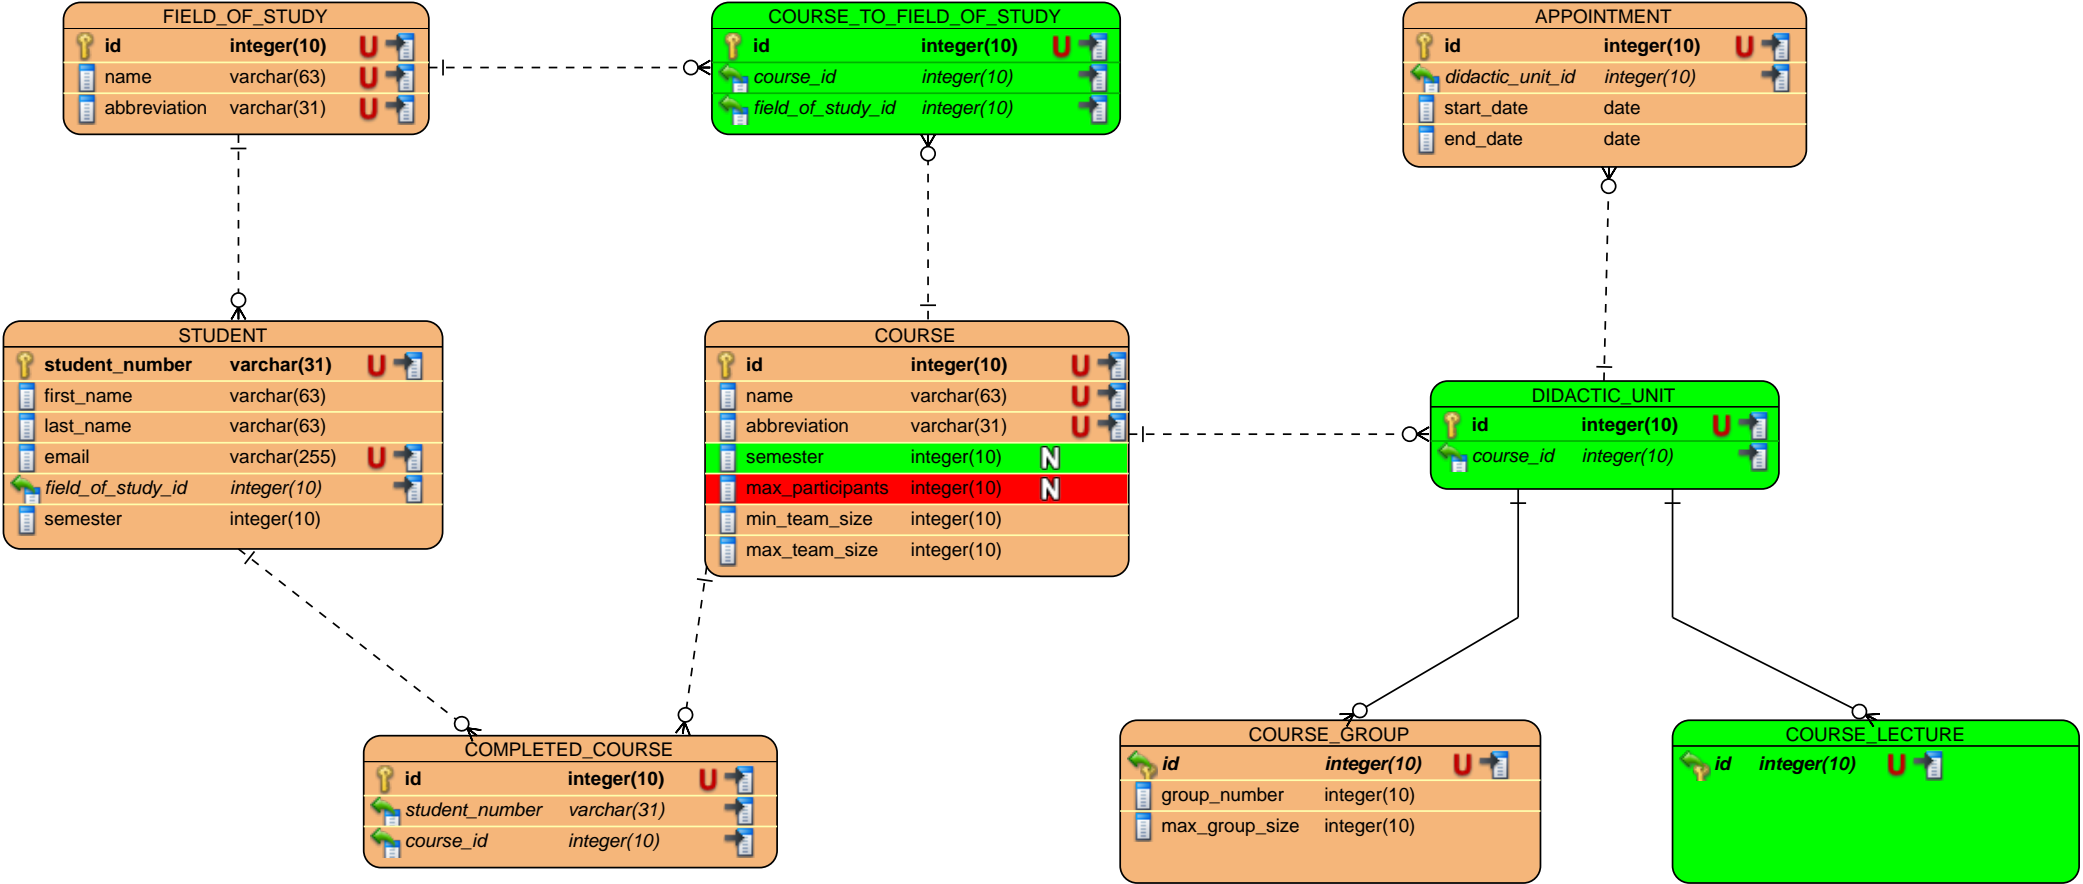 FIELD_OF_STUDY
id integer(10) U
name varchar(63) U
abbreviation varchar(31) U
COURSE_TO_FIELD_OF_STUDY
id integer(10) U
course_id integer(10)
field_of_study_id integer(10)
APPOINTMENT
id integer(10) U
didactic_unit_id integer(10)
start_date date
end_date date
STUDENT
student_number varchar(31) U
first_name varchar(63)
last_name varchar(63)
email varchar(255) U
field_of_study_id integer(10)
semester integer(10)
COURSE
id integer(10) U
name varchar(63) U
abbreviation varchar(31) U
semester integer(10) N
max_participants integer(10) N
min_team_size integer(10)
max_team_size integer(10)
DIDACTIC_UNIT
id integer(10) U
course_id integer(10)
COMPLETED_COURSE
id integer(10) U
student_number varchar(31)
course_id integer(10)
COURSE_GROUP
id integer(10) U
group_number integer(10)
max_group_size integer(10)
COURSE_LECTURE
id integer(10) U